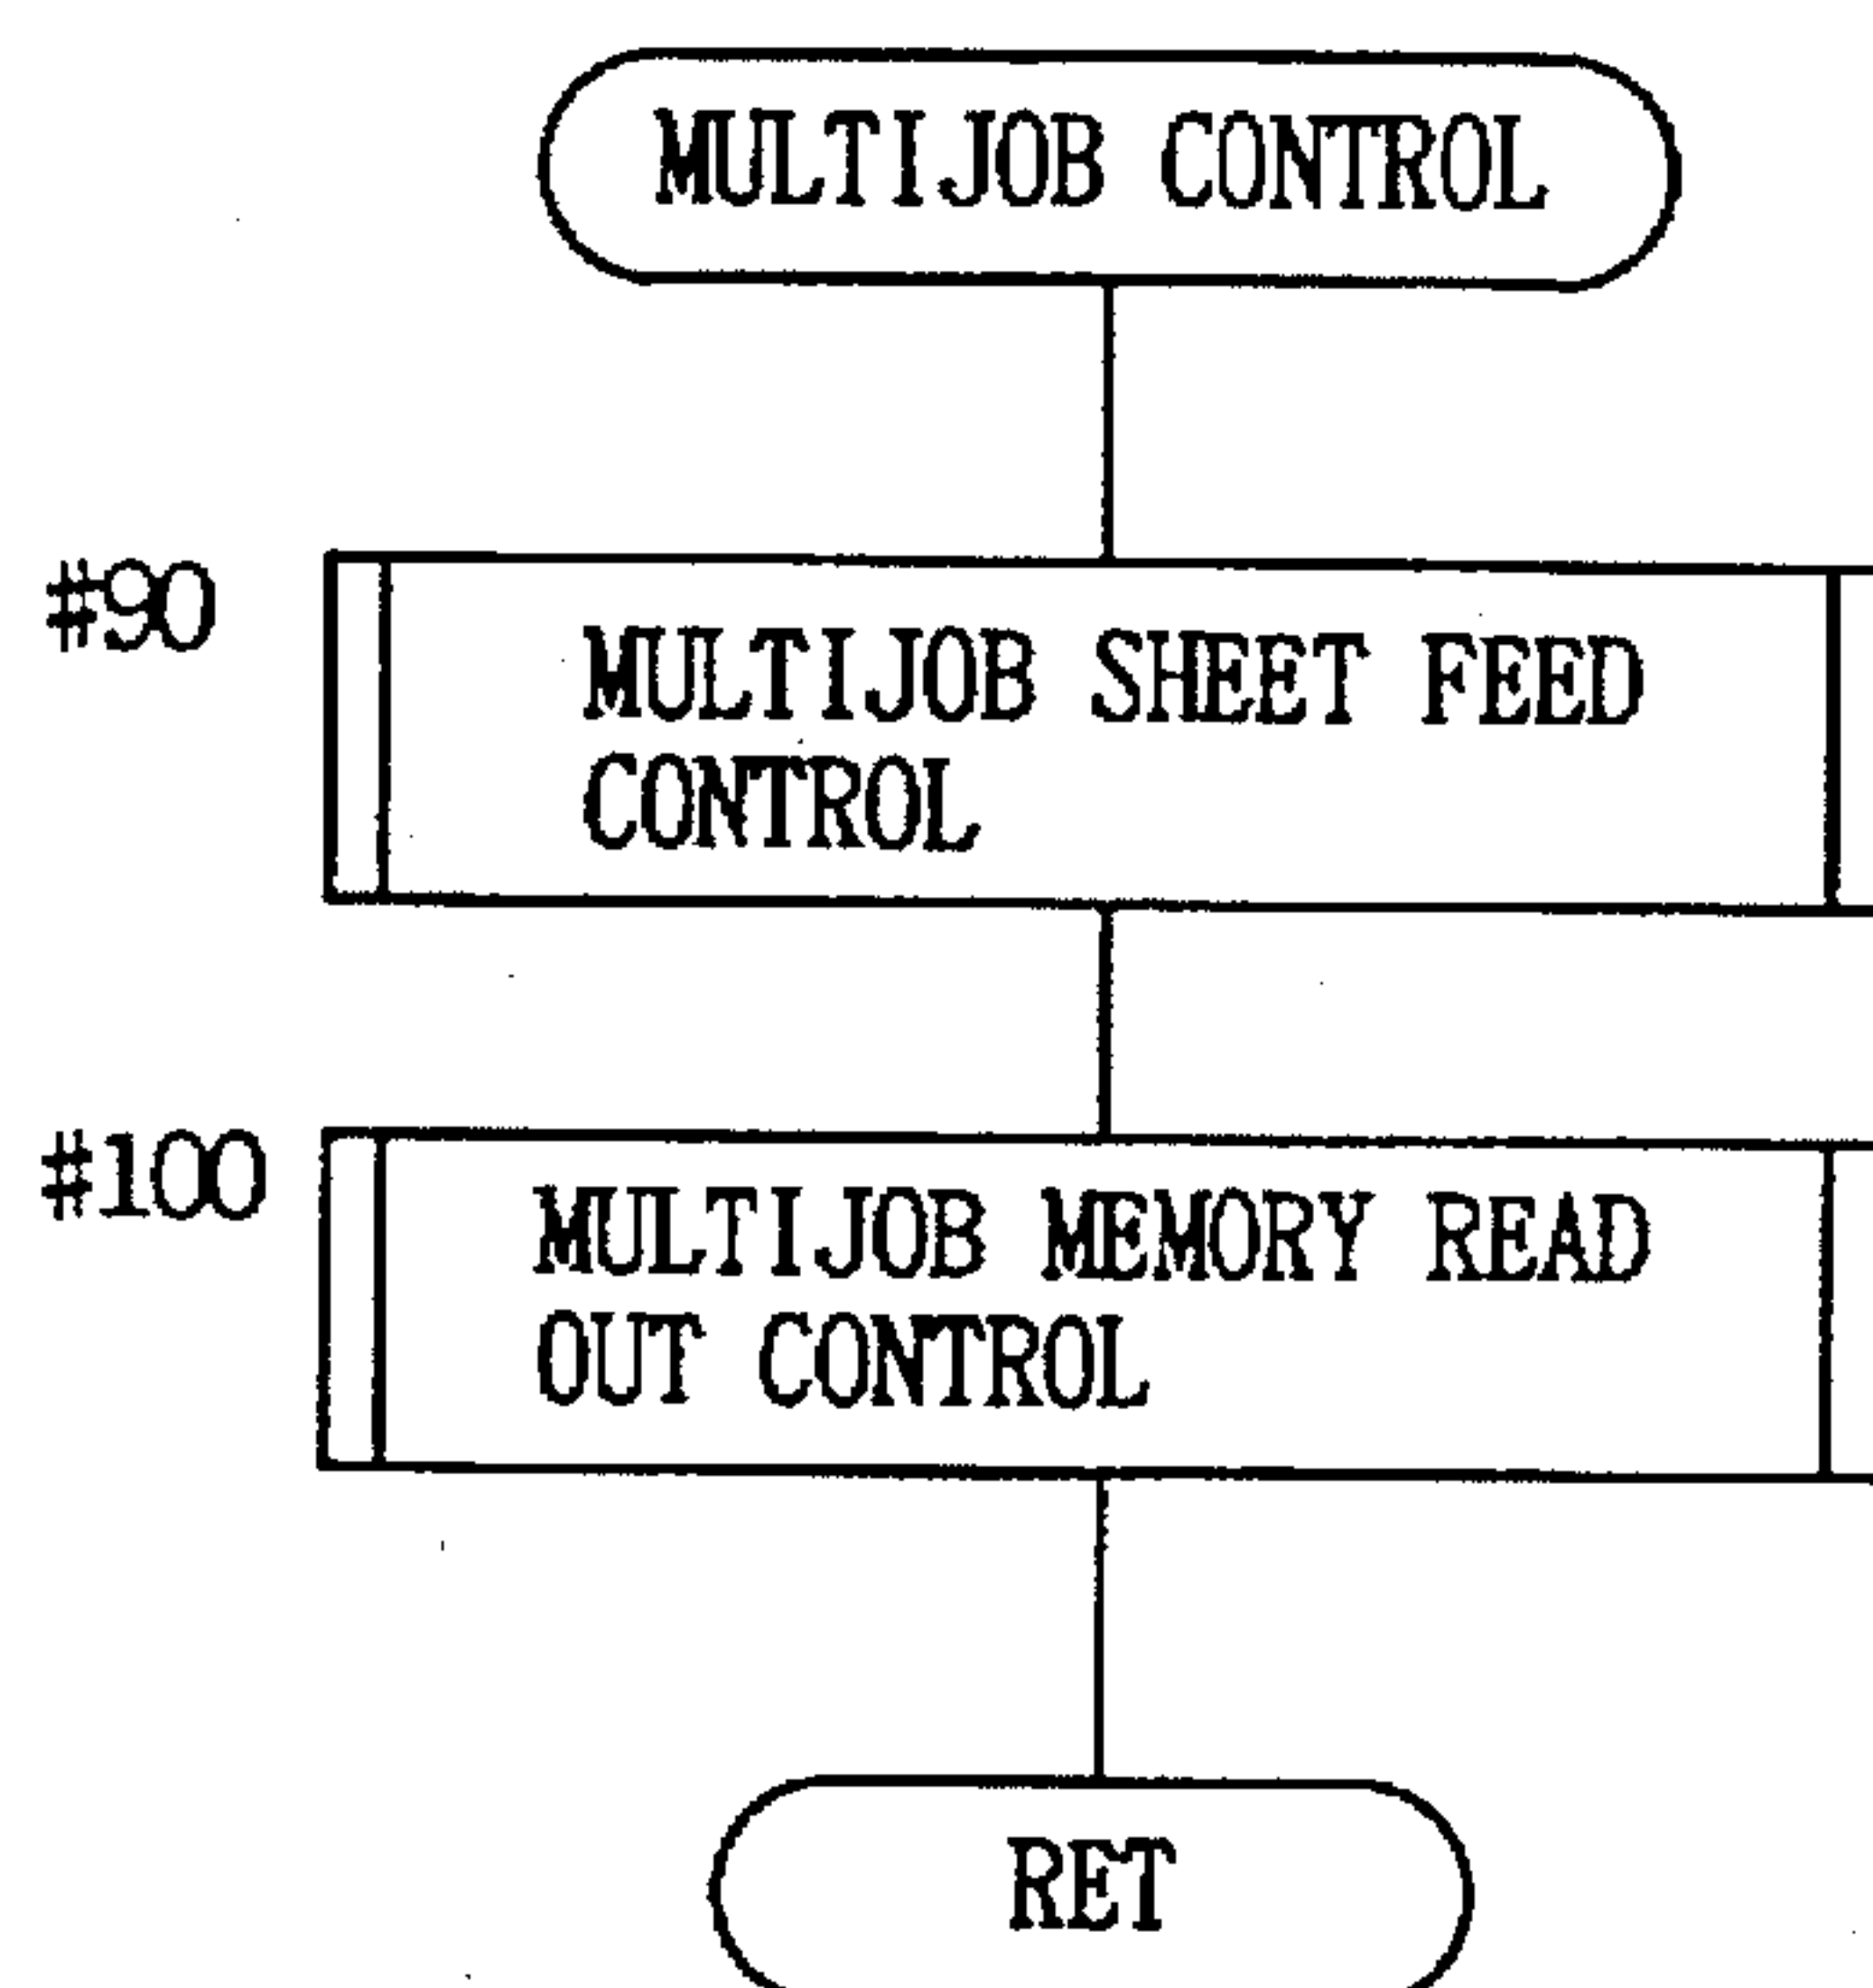 MULTIJOB CONTROL
#90
MULTIJOB SHEET FEED
CONTROL
#100
MULTIJOB MEMORY READ
OUT CONTROL
RET